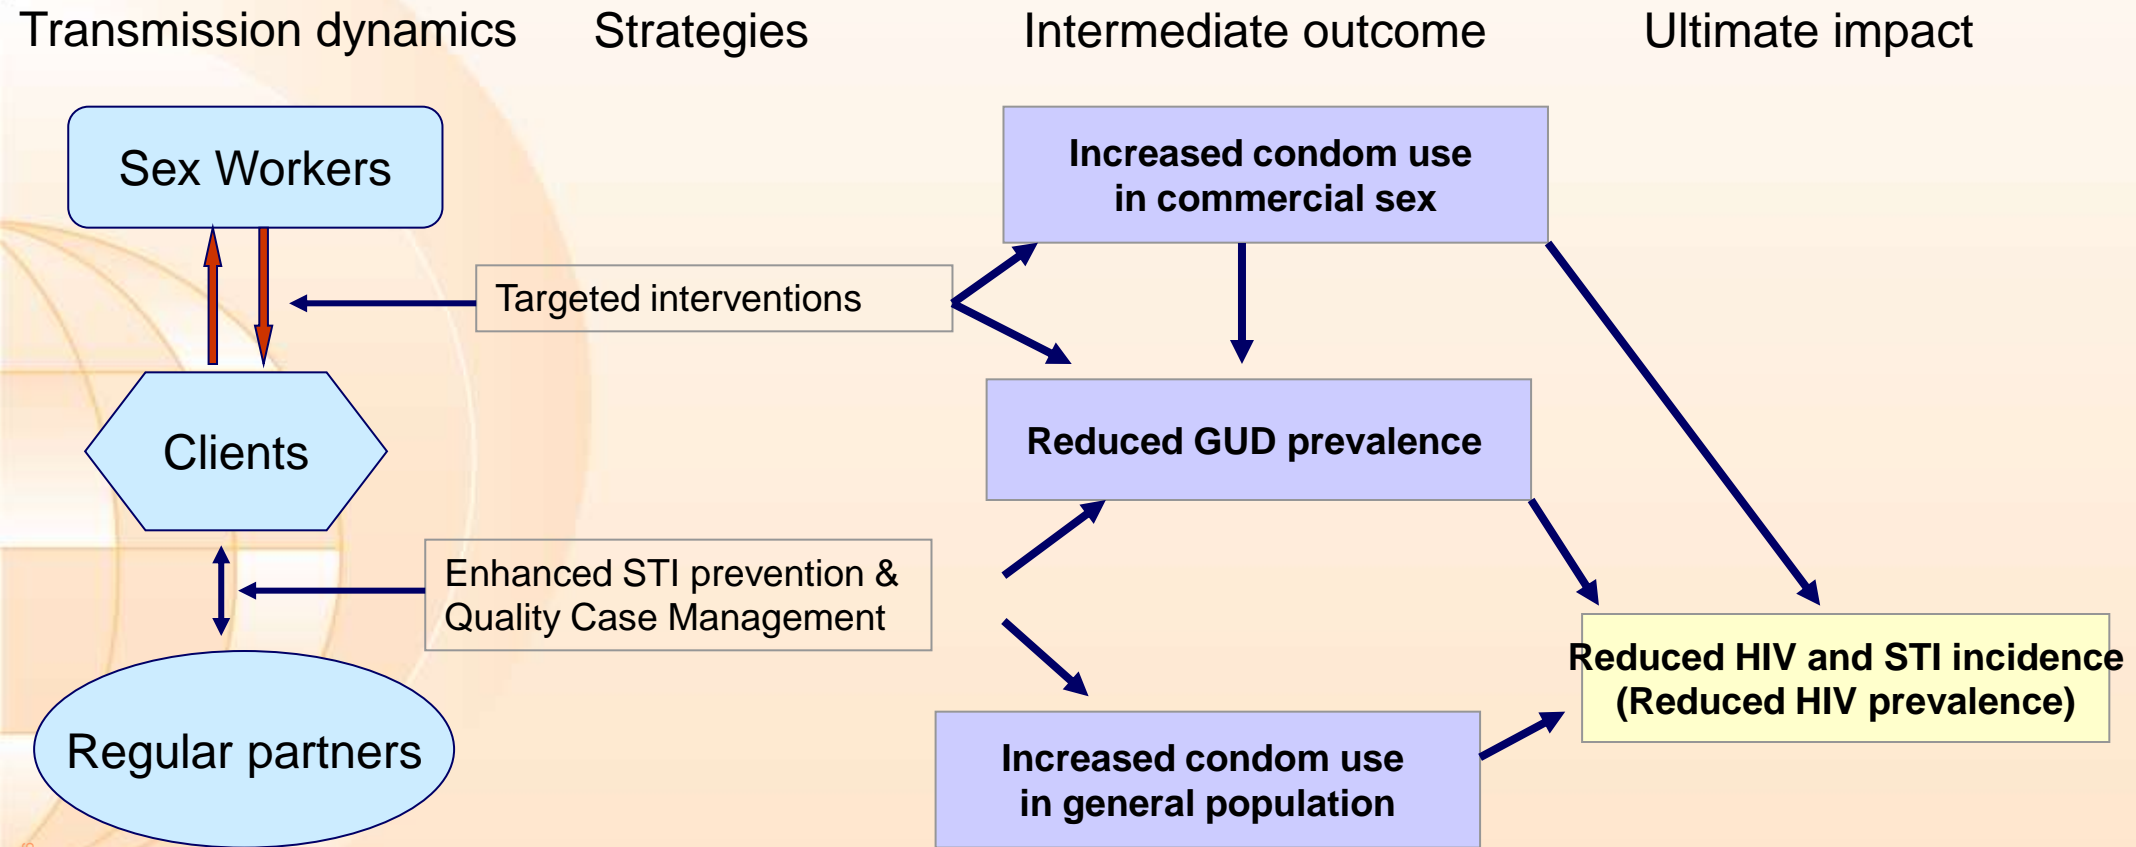 Transmission dynamics
Strategies
Intermediate outcome
Ultimate impact
Sex Workers
Increased condom use
in commercial sex
Targeted interventions
Clients
Reduced GUD prevalence
Enhanced STI prevention &
Quality Case Management
Reduced HIV and STI incidence
(Reduced HIV prevalence)
Regular partners
Increased condom use
in general population